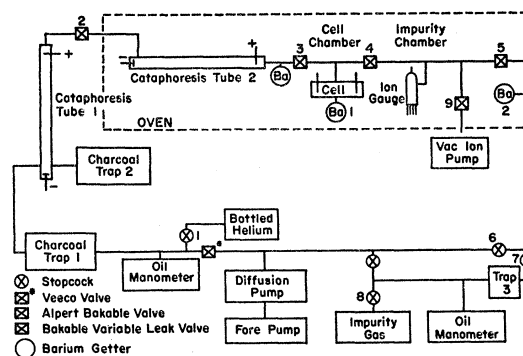 2
+
+
Cataphoresis Tube 2
Ba
3
Cell
Chamber
4
Impurity
Chamber
5
Cell
Ba
1
Ion
Gauge
9
Ba
2
Cataphoresis
Tube 1
OVEN
Vac Ion
Pump
Charcoal
Trap 2
-
Bottled
Helium
1
Charcoal
Trap 1
Oil
Manometer
6
7
Diffusion
Pump
Trap
3
8
Fore Pump
Impurity
Gas
Oil
Manometer
Stopcock
Veeco Valve
Alpert Bakable Valve
Bakable Variable Leak Valve
Barium Getter